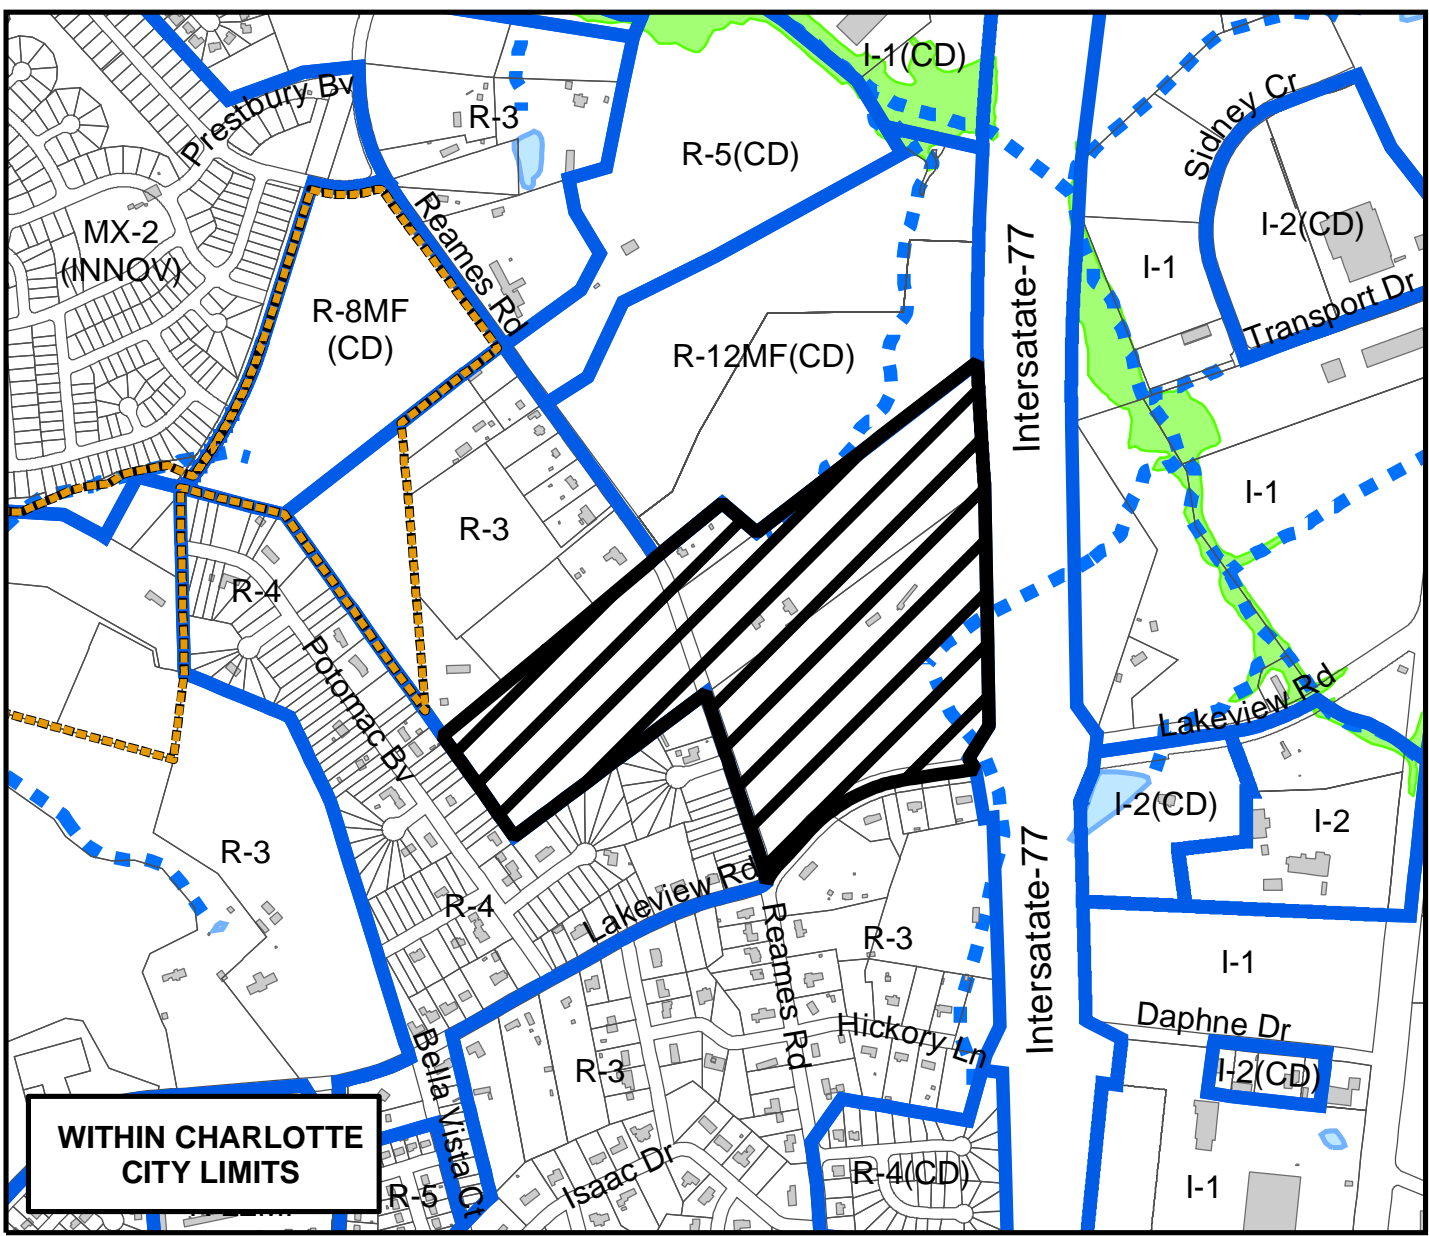 I-1(CD)
Prestbury Bv
R-3
Sidney Cr
R-5(CD)
MX-2
(INNOV)
Reames Rd
I-2(CD)
I-1
Intersatate-77
Transport Dr
R-8MF
(CD)
R-12MF(CD)
I-1
R-3
R-4
Potomac Bv
Lakeview Rd
I-2(CD)
I-2
R-3
R-4
Lakeview Rd
Reames Rd
R-3
Intersatate-77
I-1
Daphne Dr
Hickory Ln
Bella Vista Ct
R-3
I-2(CD)
WITHIN CHARLOTTE
CITY LIMITS
R-5
Isaac Dr
R-4(CD)
I-1